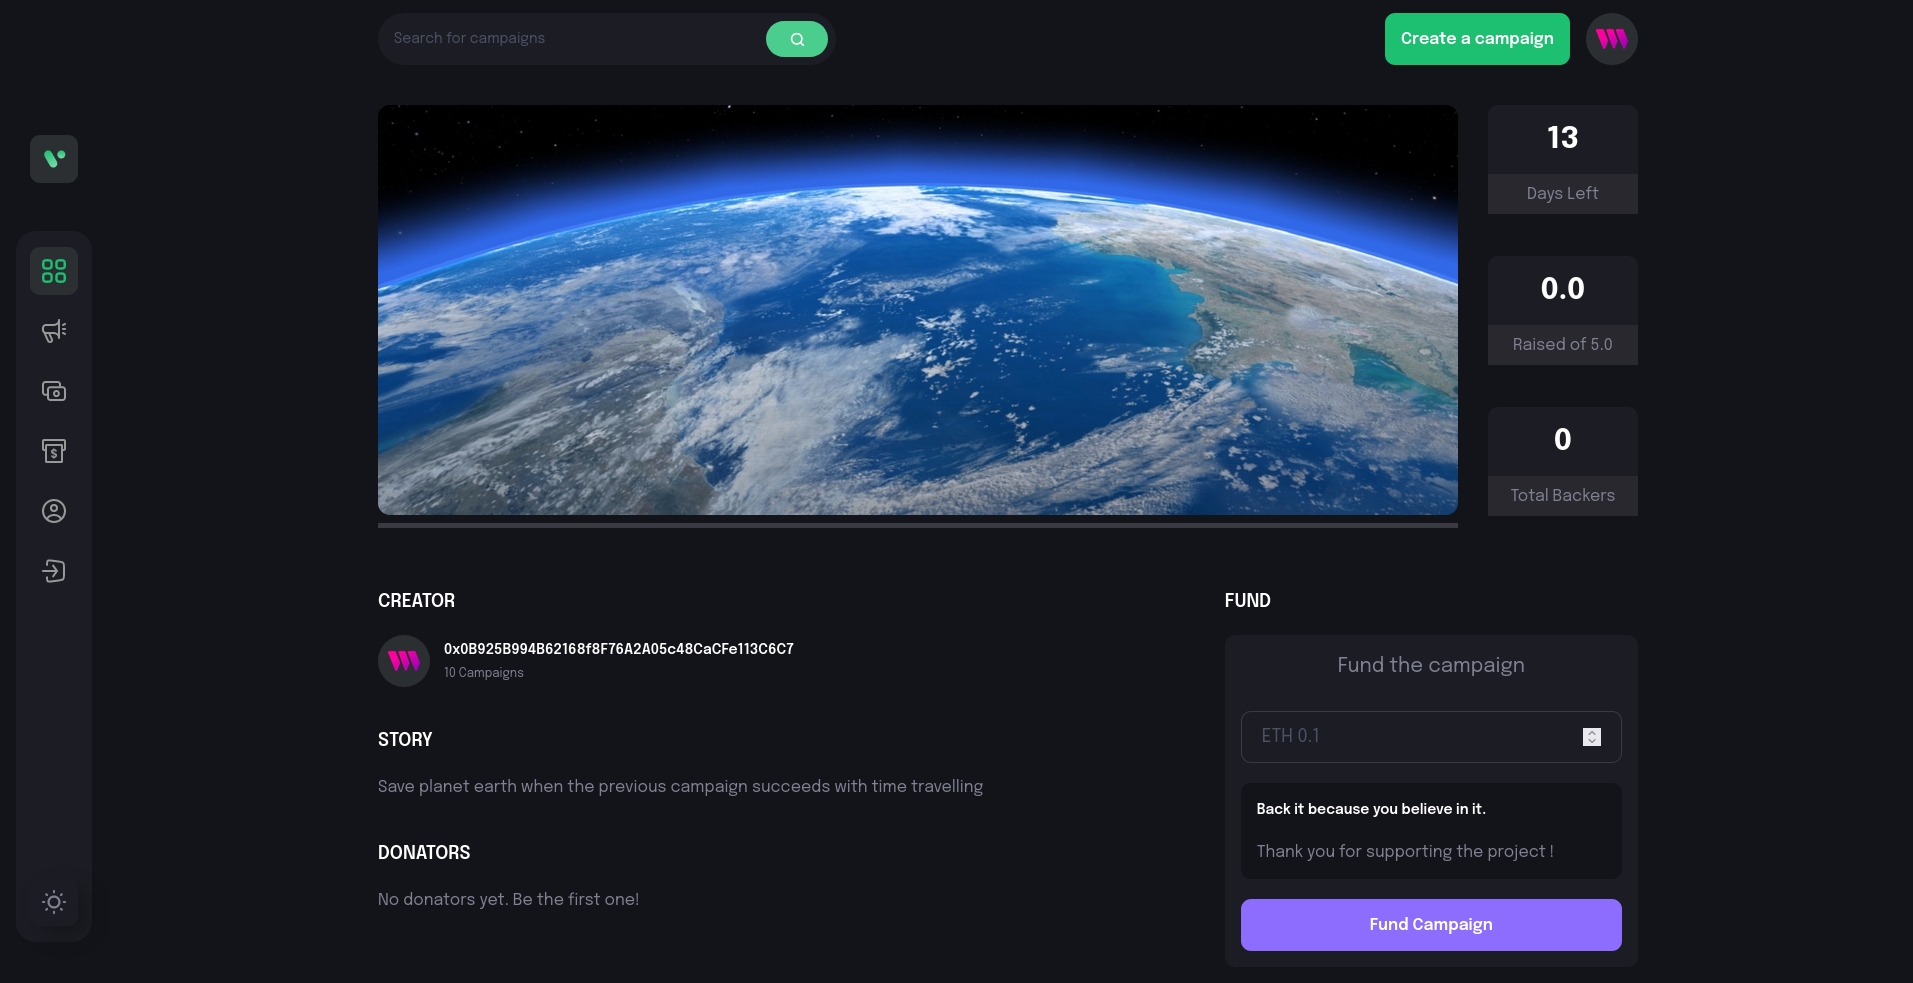 Search for campaigns
Create a campaign
13
Days Left
0.0
Raised of 5.0
0
Total Backers
CREATOR
0x0B925B994B62168f8F76A2A05c48CaCFe113C6C7
10 Campaigns
STORY
Save planet earth when the previous campaign succeeds with time travelling
DONATORS
No donators yet. Be the first one!
FUND
Fund the campaign
ETH 0.1
Back it because you believe in it.
Thank you for supporting the project !
Fund Campaign